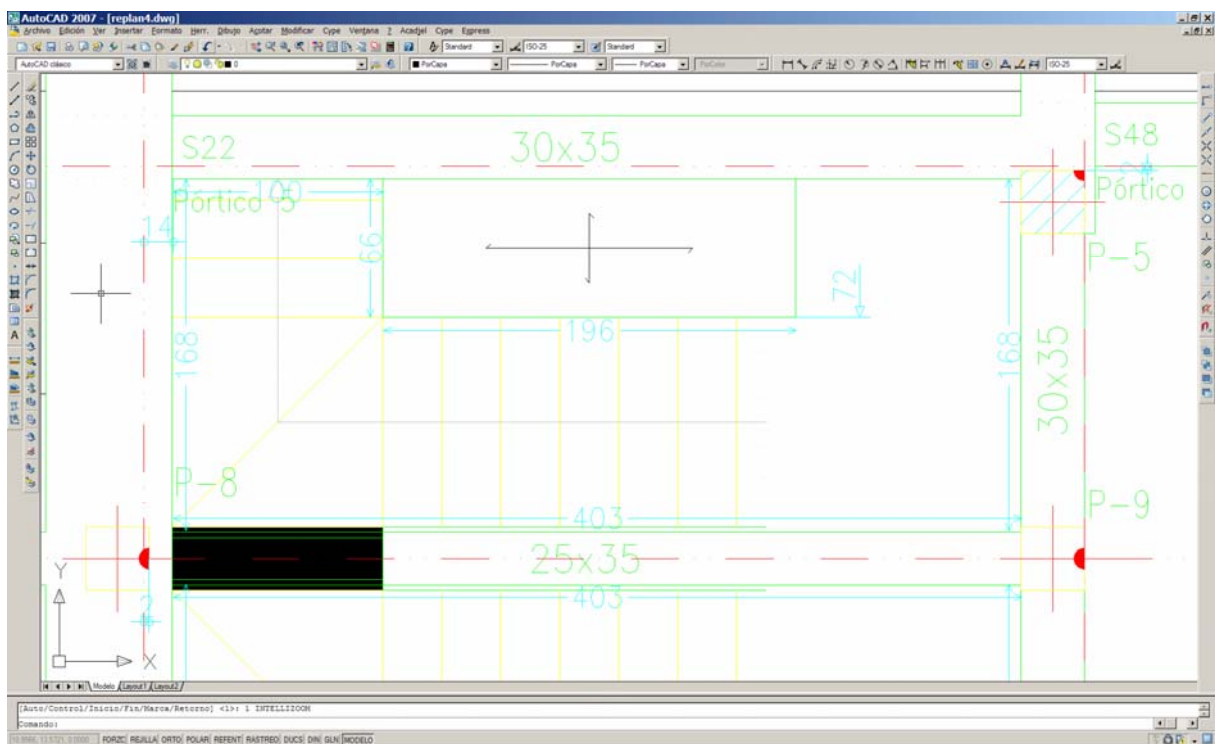 AutoCAD 2007 - [replan4.dwg]
Archivo Edición Ver Insertar Formato Herr. Dibujo Acotar Modificar Cype Ventana ? Acadjel Cype Express
Standard ISO-25 Standard
AutoCAD clásico 0 PorCapa PorCapa PorCapa PorColor ISO-25
S22 30x35 S48
100
Pórtico 5 Pórtico
14
66
P-5
72
196
168
168
30x35
P-8
P-9
403
25x35
403
Y
2
X
Modelo Layout1 Layout2
[Auto/Control/Inicio/Fin/Marca/Retorno] <1>: 1 INTELLIZOOM
Comando:
FORZC REJILLA ORTO POLAR REFENT RASTREO DUCS DIN GLN MODELO